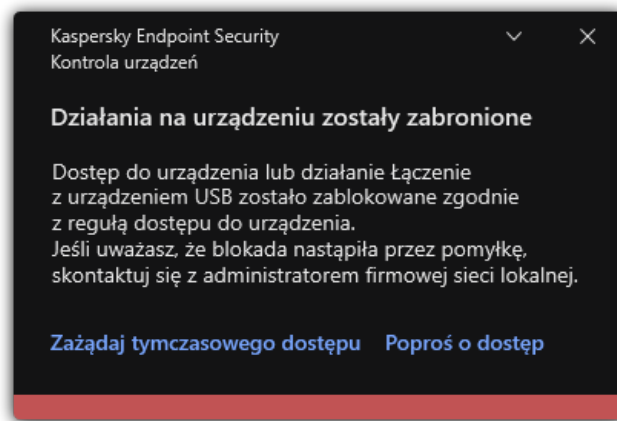 Kaspersky Endpoint Security
Kontrola urządzeń
Działania na urządzeniu zostały zabronione
Dostęp do urządzenia lub działanie Łączenie
z urządzeniem USB zostało zablokowane zgodnie
z regułą dostępu do urządzenia.
Jeśli uważasz, że blokada nastąpiła przez pomyłkę,
skontaktuj się z administratorem firmowej sieci lokalnej.
Zażądaj tymczasowego dostępu Poproś o dostęp